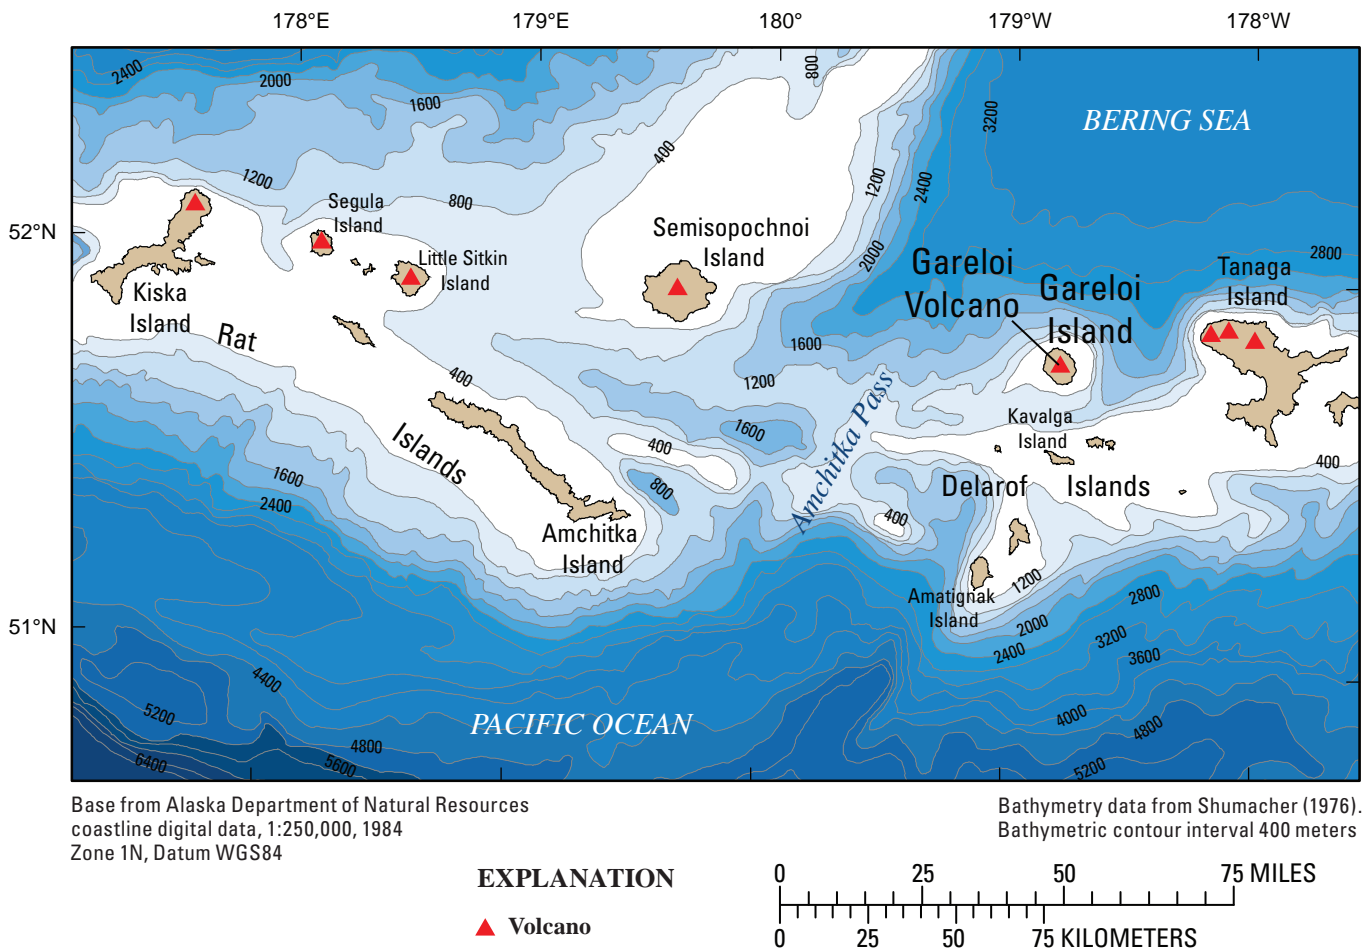 178°E 179°E 180° 179°W 178°W
2400
2000
1600
800
3200
BERING SEA
400
1200
1200
2400
800
2000
2800
52°N
Segula
Island
Little Sitkin
Island
Semisopochnoi
Island
Gareloi
Volcano
Gareloi
Island
Tanaga
Island
400
Kiska
Island
Rat
Islands
400
1600
1200
1600
400
800
Amchitka Pass
Kavalga
Island
400
Delarof Islands
400
1600
2400
Amchitka
Island
Amatignak
Island
1200
2000
2400
2800
3200
3600
4000
4800
5200
51°N
4400
5200
6400
4800
5600
PACIFIC OCEAN
Base from Alaska Department of Natural Resources
coastline digital data, 1:250,000, 1984
Zone 1N, Datum WGS84
Bathymetry data from Shumacher (1976).
Bathymetric contour interval 400 meters
EXPLANATION
Volcano
0 25 50 75 MILES
0 25 50 75 KILOMETERS